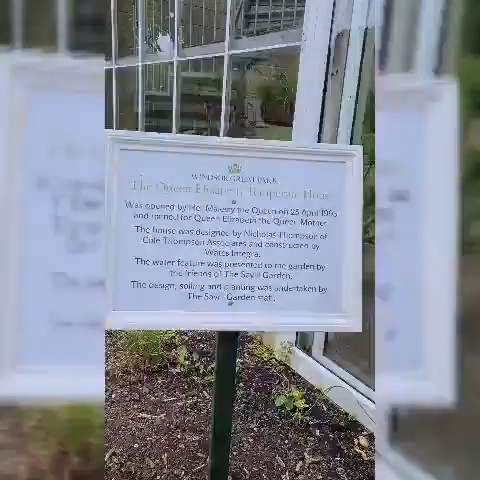 WINDSOR GREAT PARK
The Queen Elizabeth Temperate House
Was opened by Her Majesty the Queen on 25 April 1995
and named for Queen Elizabeth the Queen Mother.
The house was designed by Nicholas Thompson of
Cole Thompson Associates and constructed by
Wates Integra.
The water feature was presented to the garden by
the friends of The Savill Garden.
The design, soiling and planting was undertaken by
The Savill Garden staff.